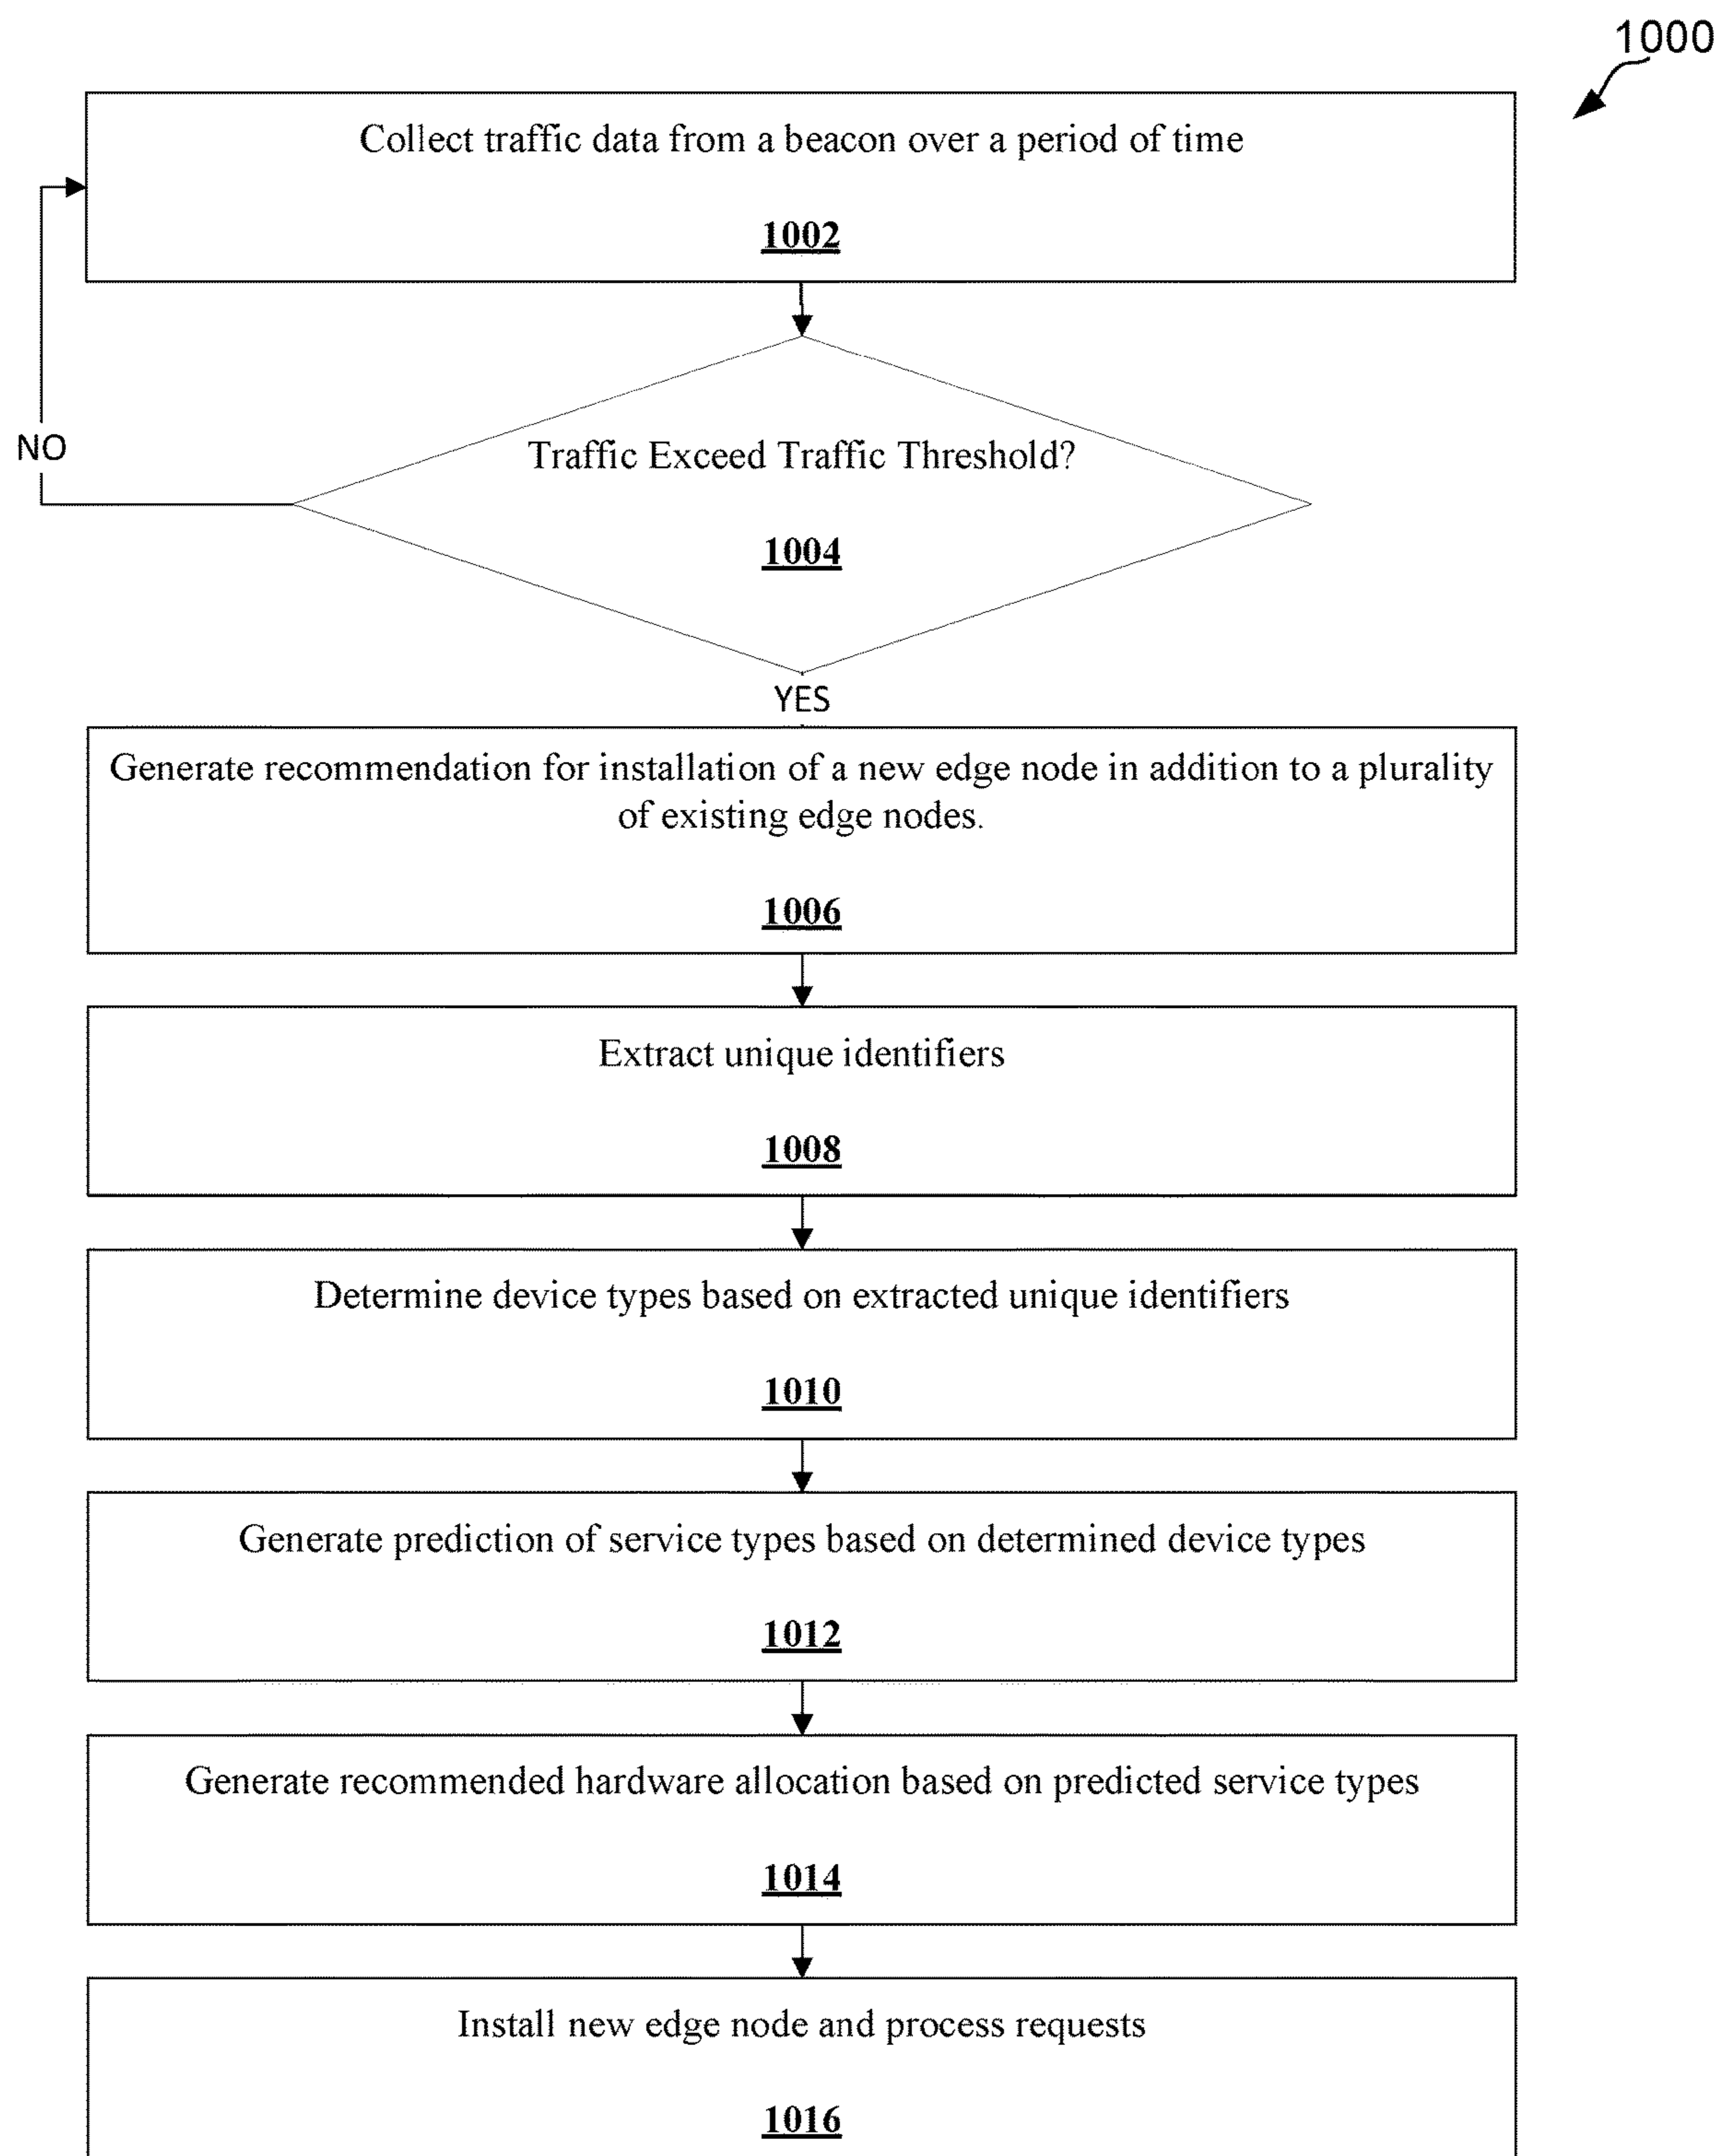 1000
Collect traffic data from a beacon over a period of time
1002
Traffic Exceed Traffic Threshold?
1004
NO
YES
Generate recommendation for installation of a new edge node in addition to a plurality
of existing edge nodes.
1006
Extract unique identifiers
1008
Determine device types based on extracted unique identifiers
1010
Generate prediction of service types based on determined device types
1012
Generate recommended hardware allocation based on predicted service types
1014
Install new edge node and process requests
1016